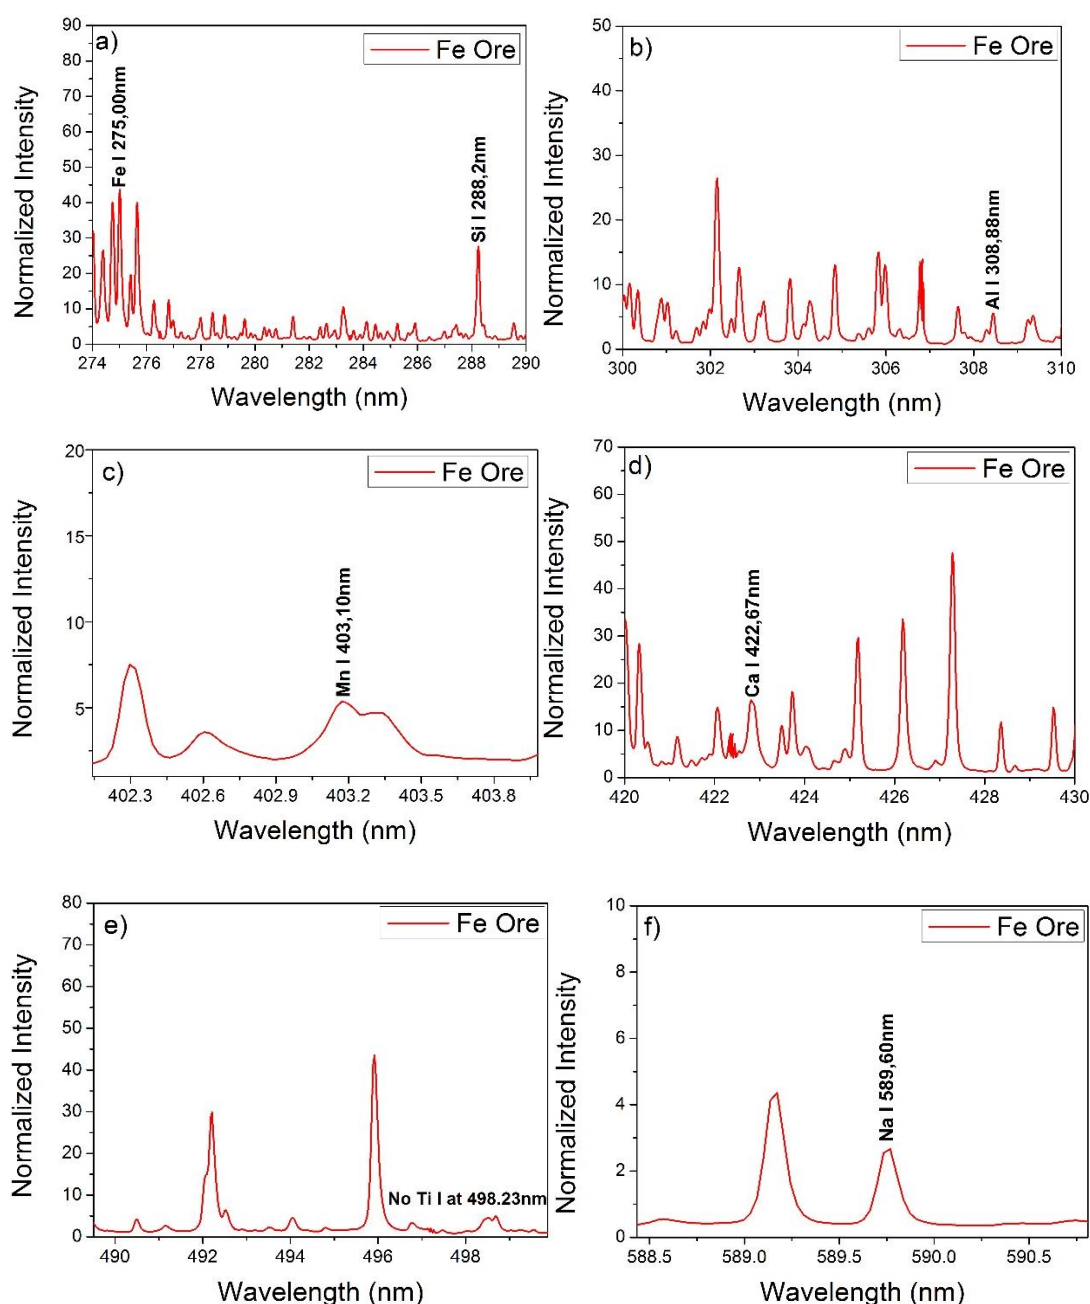 a)
Fe Ore
Fe I 275,00nm
Si I 288,2nm
Normalized Intensity
90
80
70
60
50
40
30
20
10
0
274 276 278 280 282 284 286 288 290
Wavelength (nm)
b)
Fe Ore
Al I 308,88nm
Normalized Intensity
50
40
30
20
10
0
300 302 304 306 308 310
Wavelength (nm)
c)
Fe Ore
Mn I 403,10nm
Normalized Intensity
20
15
10
5
402.3 402.6 402.9 403.2 403.5 403.8
Wavelength (nm)
d)
Fe Ore
Ca I 422,67nm
Normalized Intensity
70
60
50
40
30
20
10
0
420 422 424 426 428 430
Wavelength (nm)
e)
Fe Ore
No Ti I at 498.23nm
Normalized Intensity
80
70
60
50
40
30
20
10
0
490 492 494 496 498
Wavelength (nm)
f)
Fe Ore
Na I 589,60nm
Normalized Intensity
10
8
6
4
2
0
588.5 589.0 589.5 590.0 590.5
Wavelength (nm)